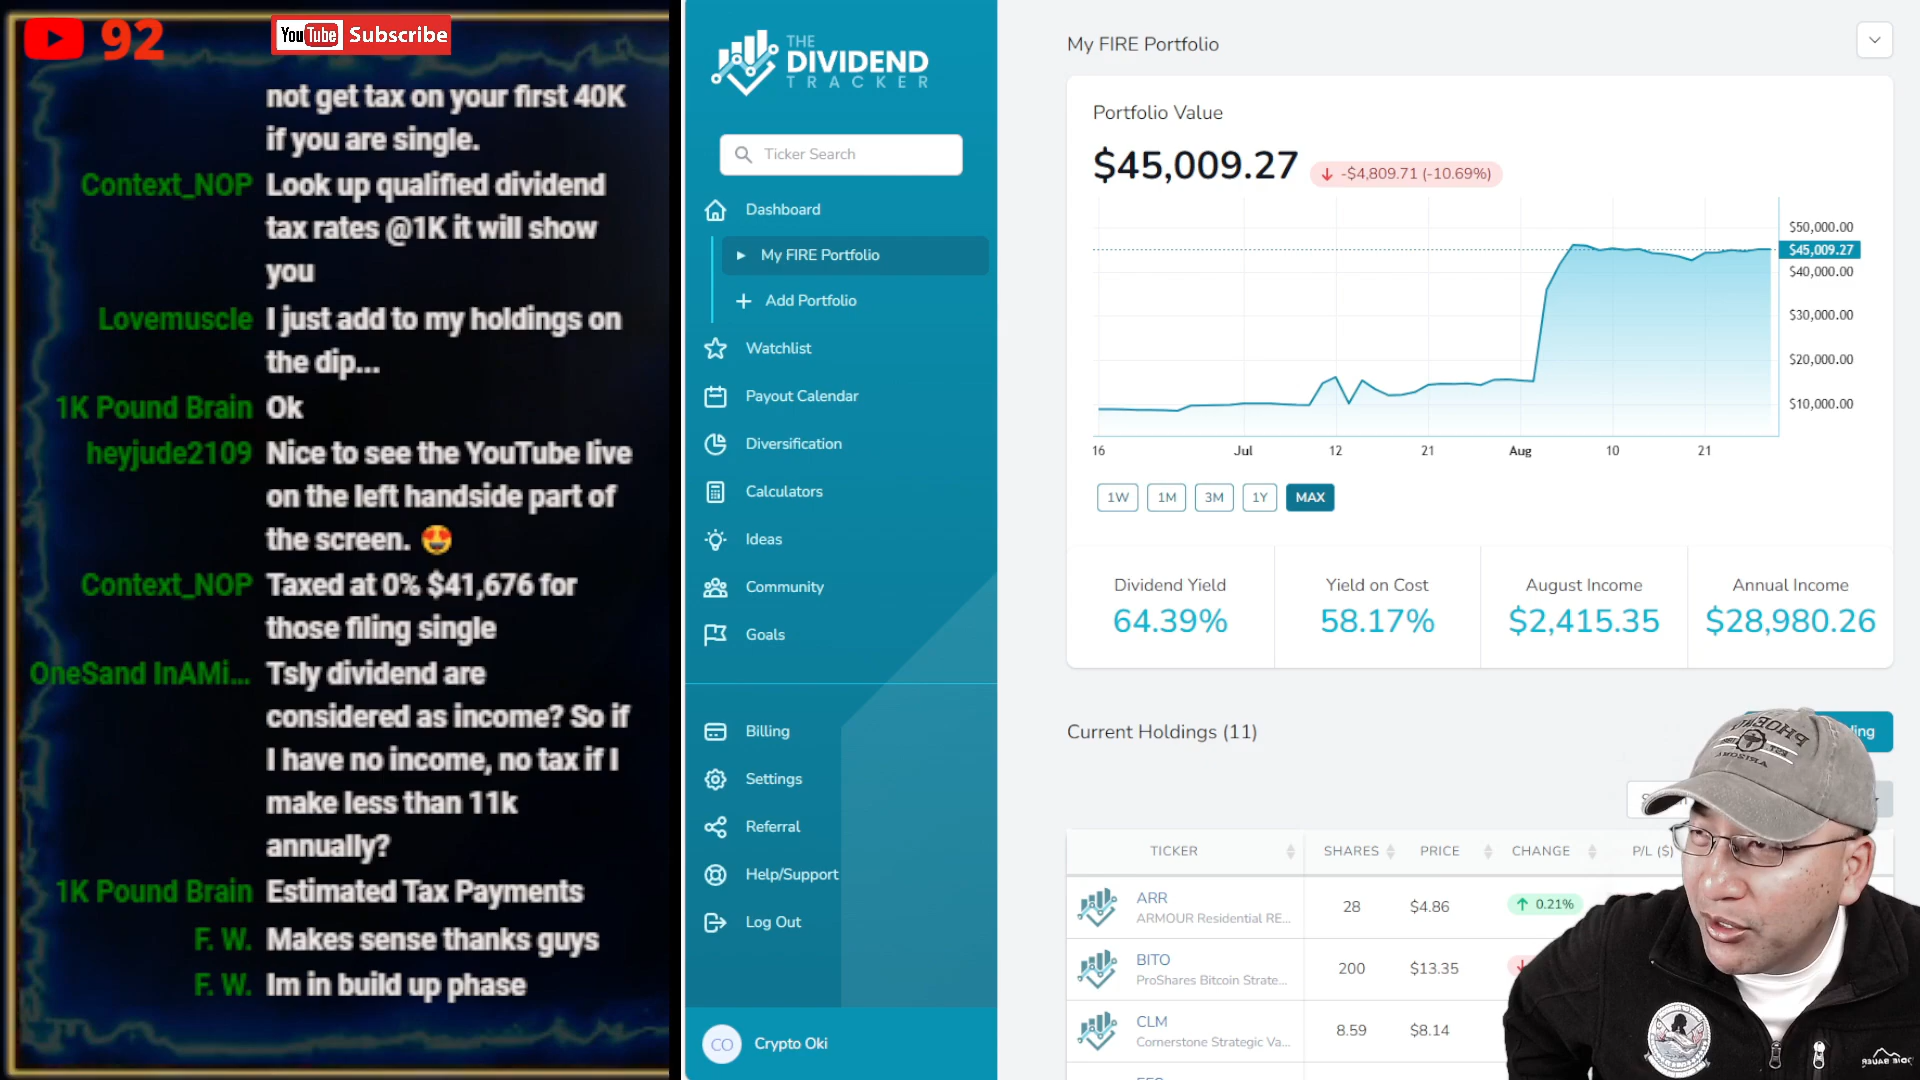 92
YouTube Subscribe
not get tax on your first 40K
if you are single.
Context_NOP Look up qualified dividend
tax rates @1K it will show
you
Lovemuscle I just add to my holdings on
the dip...
1K Pound Brain Ok
heyjude2109 Nice to see the YouTube live
on the left handside part of
the screen. 😍
Context_NOP Taxed at 0% $41,676 for
those filing single
OneSand InAMi... Tsly dividend are
considered as income? So if
I have no income, no tax if I
make less than 11k
annually?
1K Pound Brain Estimated Tax Payments
F. W. Makes sense thanks guys
F. W. Im in build up phase
THE
DIVIDEND
TRACKER
Ticker Search
Dashboard
My FIRE Portfolio
Add Portfolio
Watchlist
Payout Calendar
Diversification
Calculators
Ideas
Community
Goals
Billing
Settings
Referral
Help/Support
Log Out
CO Crypto Oki
My FIRE Portfolio
Portfolio Value
$45,009.27 -$4,809.71 (-10.69%)
$50,000.00
$45,009.27
$40,000.00
$30,000.00
$20,000.00
$10,000.00
16 Jul 12 21 Aug 10 21
1W 1M 3M 1Y MAX
Dividend Yield Yield on Cost August Income Annual Income
64.39% 58.17% $2,415.35 $28,980.26
Current Holdings (11)
TICKER SHARES PRICE CHANGE P/L ($)
ARR 28 $4.86 0.21%
ARMOUR Residential RE...
BITO 200 $13.35
ProShares Bitcoin Strate...
CLM 8.59 $8.14
Cornerstone Strategic Va...
PHOENIX
ARIZONA